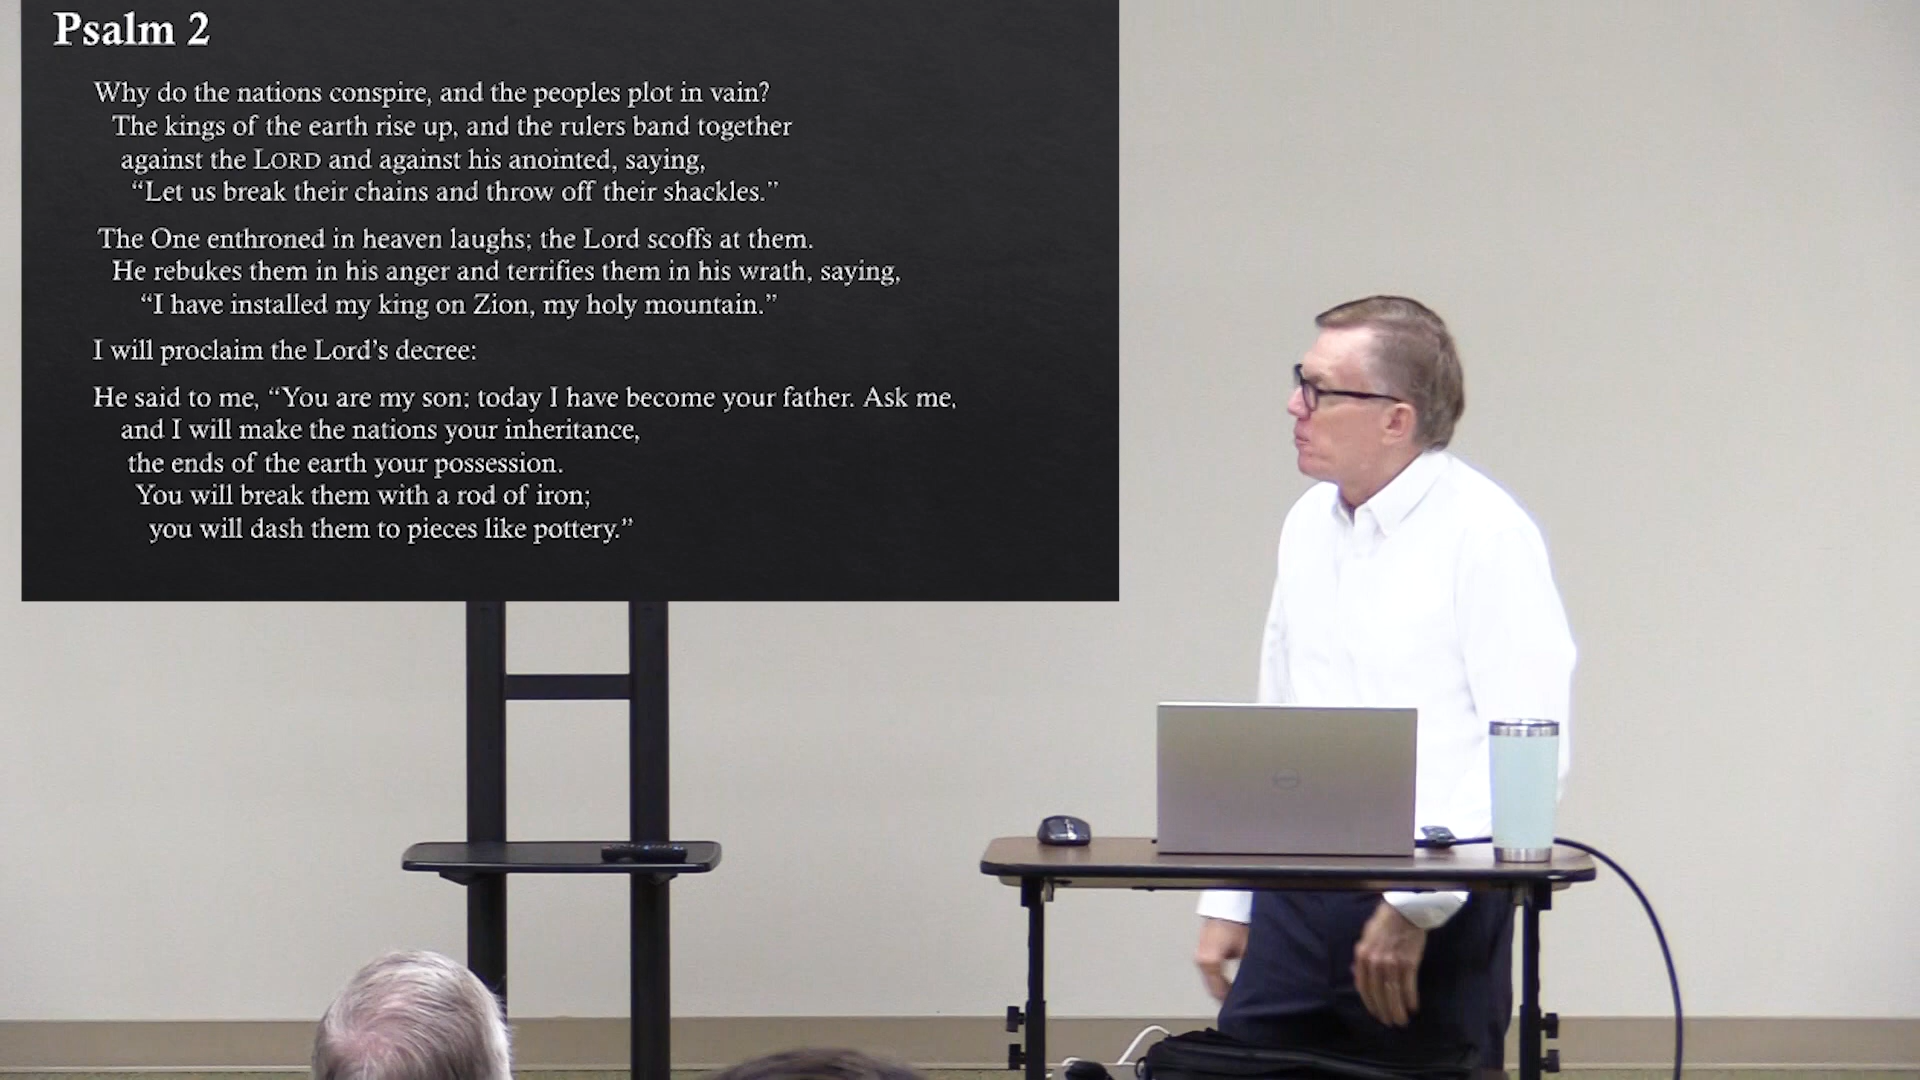 Psalm 2
Why do the nations conspire, and the peoples plot in vain?
The kings of the earth rise up, and the rulers band together
against the LORD and against his anointed, saying,
“Let us break their chains and throw off their shackles.”
The One enthroned in heaven laughs; the Lord scoffs at them.
He rebukes them in his anger and terrifies them in his wrath, saying,
“I have installed my king on Zion, my holy mountain.”
I will proclaim the Lord’s decree:
He said to me, “You are my son; today I have become your father. Ask me,
and I will make the nations your inheritance,
the ends of the earth your possession.
You will break them with a rod of iron;
you will dash them to pieces like pottery.”